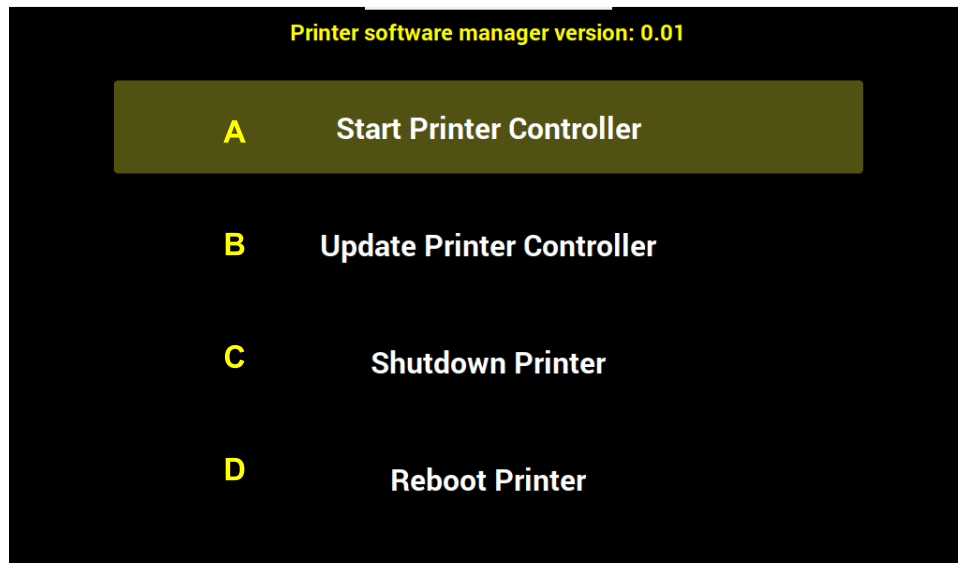 Printer software manager version: 0.01
A Start Printer Controller
B Update Printer Controller
C Shutdown Printer
D Reboot Printer